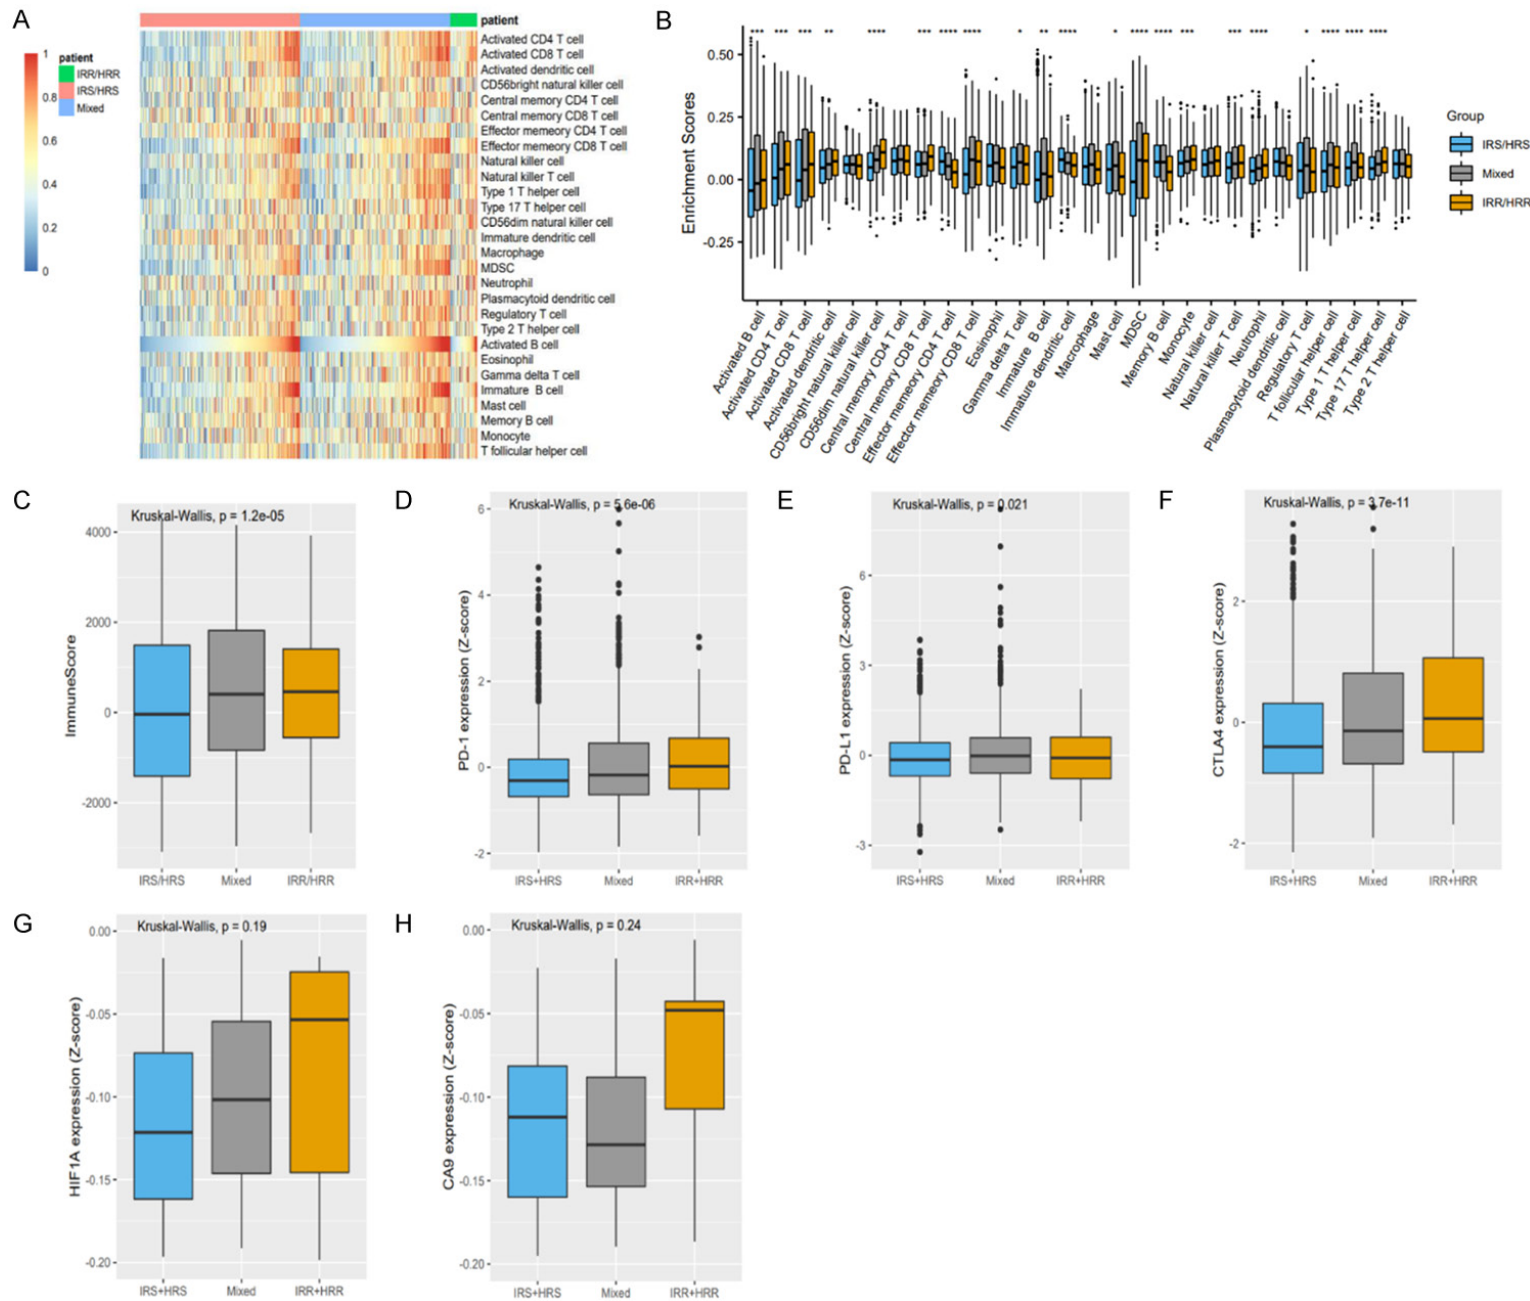 A
patient
1
0.8
0.6
0.4
0.2
0
patient
IRR/HRR
IRS/HRS
Mixed
Activated CD4 T cell
Activated CD8 T cell
Activated dendritic cell
CD56bright natural killer cell
Central memory CD4 T cell
Central memory CD8 T cell
Effector memeory CD4 T cell
Effector memeory CD8 T cell
Natural killer cell
Natural killer T cell
Type 1 T helper cell
Type 17 T helper cell
CD56dim natural killer cell
Immature dendritic cell
Macrophage
MDSC
Neutrophil
Plasmacytoid dendritic cell
Regulatory T cell
Type 2 T helper cell
Activated B cell
Eosinophil
Gamma delta T cell
Immature B cell
Mast cell
Memory B cell
Monocyte
T follicular helper cell
B
Enrichment Scores
0.50
0.25
0.00
-0.25
Group
IRS/HRS
Mixed
IRR/HRR
Activated B cell
Activated CD4 T cell
Activated CD8 T cell
Activated dendritic cell
CD56bright natural killer cell
CD56dim natural killer cell
Central memory CD4 T cell
Central memory CD8 T cell
Effector memeory CD4 T cell
Effector memeory CD8 T cell
Eosinophil
Gamma delta T cell
Immature B cell
Immature dendritic cell
Macrophage
Mast cell
MDSC
Memory B cell
Monocyte
Natural killer cell
Natural killer T cell
Neutrophil
Plasmacytoid dendritic cell
Regulatory T cell
T follicular helper cell
Type 1 T helper cell
Type 17 T helper cell
Type 2 T helper cell
C
Kruskal-Wallis, p = 1.2e-05
ImmuneScore
4000
2000
0
-2000
IRS/HRS
Mixed
IRR/HRR
D
Kruskal-Wallis, p = 5.6e-06
PD-1 expression (Z-score)
6
4
2
0
-2
IRS+HRS
Mixed
IRR+HRR
E
Kruskal-Wallis, p = 0.021
PD-L1 expression (Z-score)
6
3
0
-3
IRS+HRS
Mixed
IRR+HRR
F
Kruskal-Wallis, p = 3.7e-11
CTLA4 expression (Z-score)
2
0
-2
IRS+HRS
Mixed
IRR+HRR
G
Kruskal-Wallis, p = 0.19
HIF1A expression (Z-score)
0.00
-0.05
-0.10
-0.15
-0.20
IRS+HRS
Mixed
IRR+HRR
H
Kruskal-Wallis, p = 0.24
CA9 expression (Z-score)
0.00
-0.05
-0.10
-0.15
-0.20
IRS+HRS
Mixed
IRR+HRR